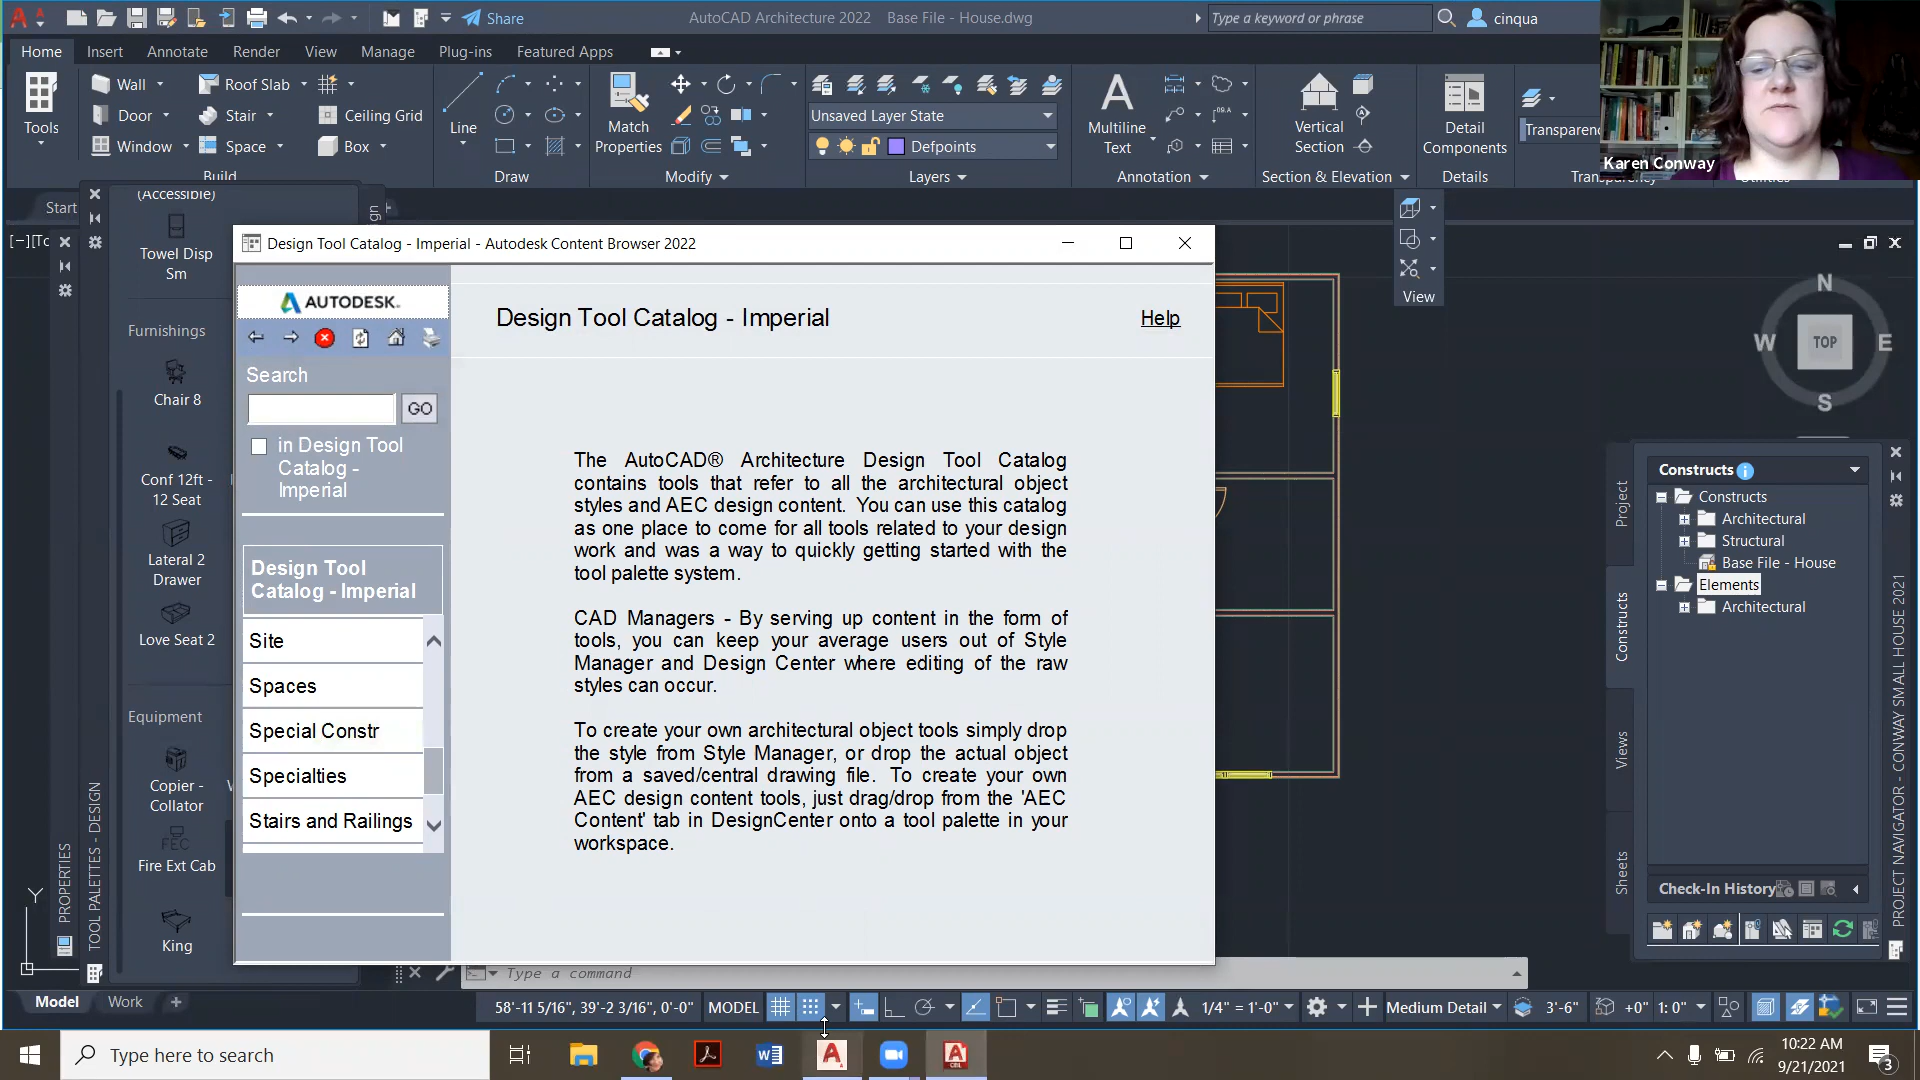 Share
AutoCAD Architecture 2022 Base File - House.dwg
Type a keyword or phrase
cinqua
Home Insert Annotate Render View Manage Plug-ins Featured Apps
Wall Roof Slab
Door Stair Ceiling Grid
Window Space Box
Tools
Build
Line
Draw
Match
Properties
Modify
Unsaved Layer State
Defpoints
Layers
Multiline
Text
Annotation
Vertical
Section
Section & Elevation
Detail
Components
Details
Karen Conway
Start
(Accessible)
Towel Disp
Sm
Furnishings
Chair 8
Conf 12ft -
12 Seat
Lateral 2
Drawer
Love Seat 2
Equipment
Copier -
Collator
FEC
Fire Ext Cab
King
PROPERTIES
TOOL PALETTES - DESIGN
Design Tool Catalog - Imperial - Autodesk Content Browser 2022
AUTODESK.
Search
GO
in Design Tool
Catalog -
Imperial
Design Tool
Catalog - Imperial
Site
Spaces
Special Constr
Specialties
Stairs and Railings
Design Tool Catalog - Imperial
Help
The AutoCAD® Architecture Design Tool Catalog
contains tools that refer to all the architectural object
styles and AEC design content. You can use this catalog
as one place to come for all tools related to your design
work and was a way to quickly getting started with the
tool palette system.
CAD Managers - By serving up content in the form of
tools, you can keep your average users out of Style
Manager and Design Center where editing of the raw
styles can occur.
To create your own architectural object tools simply drop
the style from Style Manager, or drop the actual object
from a saved/central drawing file. To create your own
AEC design content tools, just drag/drop from the 'AEC
Content' tab in DesignCenter onto a tool palette in your
workspace.
View
N
W TOP E
S
Project
Constructs
Views
Sheets
Constructs
Constructs
Architectural
Structural
Base File - House
Elements
Architectural
Check-In History
PROJECT NAVIGATOR - CONWAY SMALL HOUSE 2021
Y
Type a command
Model Work
58'-11 5/16", 39'-2 3/16", 0'-0" MODEL
1/4" = 1'-0"
Medium Detail
3'-6"
+0" 1: 0"
Type here to search
10:22 AM
9/21/2021
3